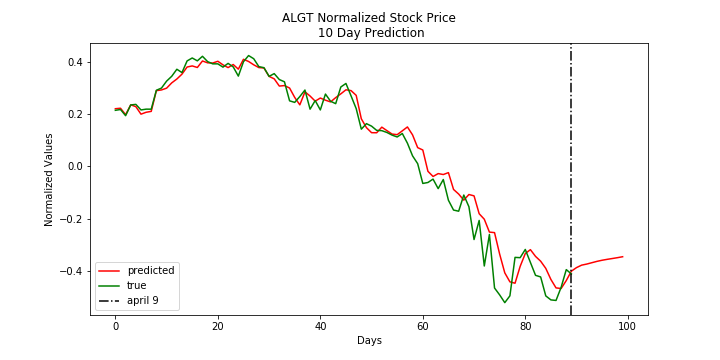 ALGT Normalized Stock Price
10 Day Prediction
Normalized Values
0.4
0.2
0.0
−0.2
−0.4
predicted
true
april 9
0
20
40
60
80
100
Days